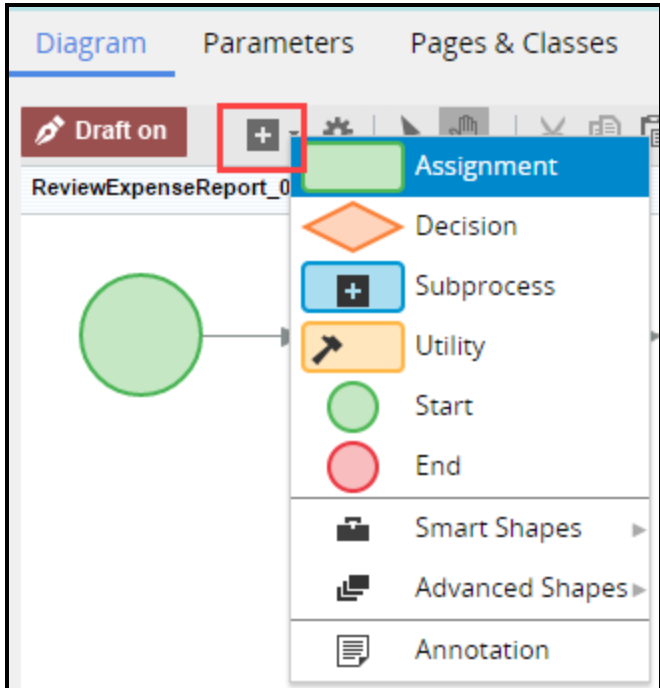 Diagram Parameters Pages & Classes
Draft on
ReviewExpenseReport_0
Assignment
Decision
Subprocess
Utility
Start
End
Smart Shapes
Advanced Shapes
Annotation